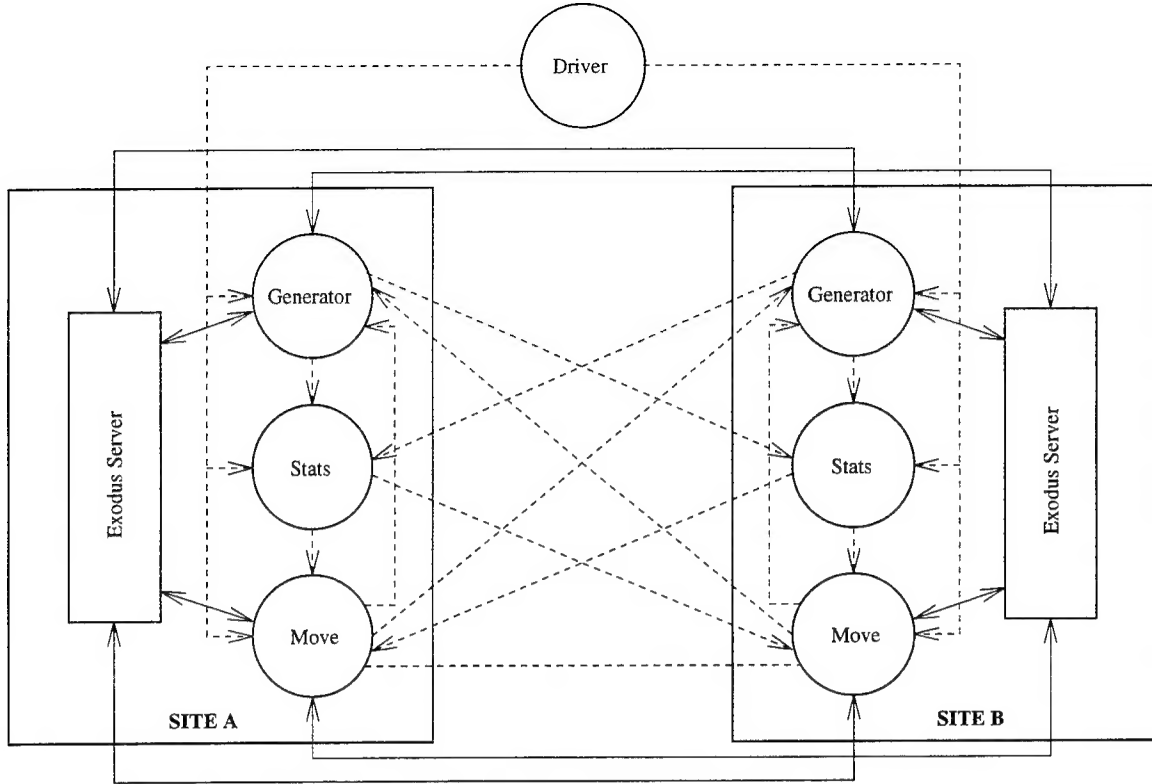 Driver
Generator
Generator
Exodus Server
Stats
Stats
Exodus Server
Move
Move
SITE A
SITE B